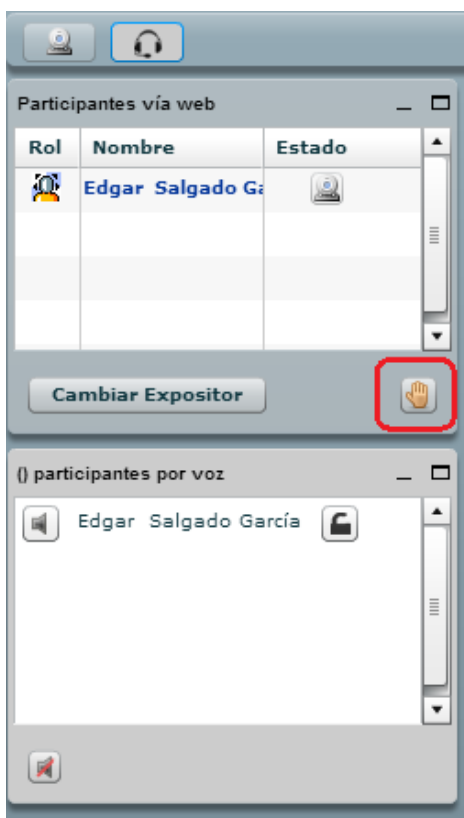 Participantes vía web
Rol Nombre Estado
Edgar Salgado Ga
Cambiar Expositor
() participantes por voz
Edgar Salgado García